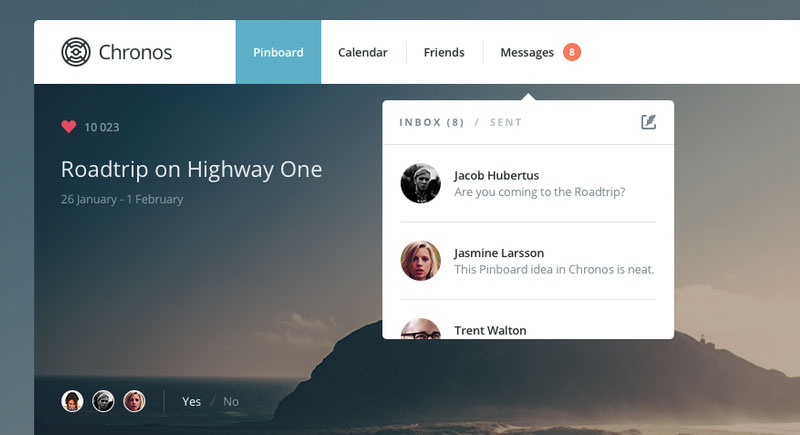 Chronos
Pinboard
Calendar
Friends
Messages 8
10 023
Roadtrip on Highway One
26 January - 1 February
INBOX (8) / SENT
Jacob Hubertus
Are you coming to the Roadtrip?
Jasmine Larsson
This Pinboard idea in Chronos is neat.
Trent Walton
Yes / No